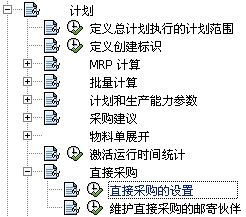 计划
定义总计划执行的计划范围
定义创建标识
MRP 计算
批量计算
计划和生产能力参数
采购建议
物料单展开
激活运行时间统计
直接采购
直接采购的设置
维护直接采购的邮寄伙伴